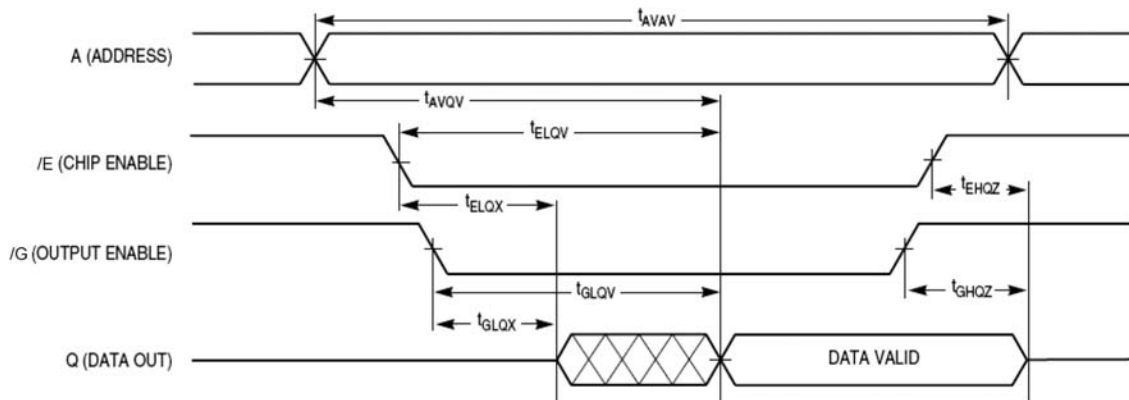 tAVAV
A (ADDRESS)
tAVQV
tELQV
/E (CHIP ENABLE)
tEHQZ
tELQX
/G (OUTPUT ENABLE)
tGHQZ
tGLQV
tGLQX
Q (DATA OUT)
DATA VALID